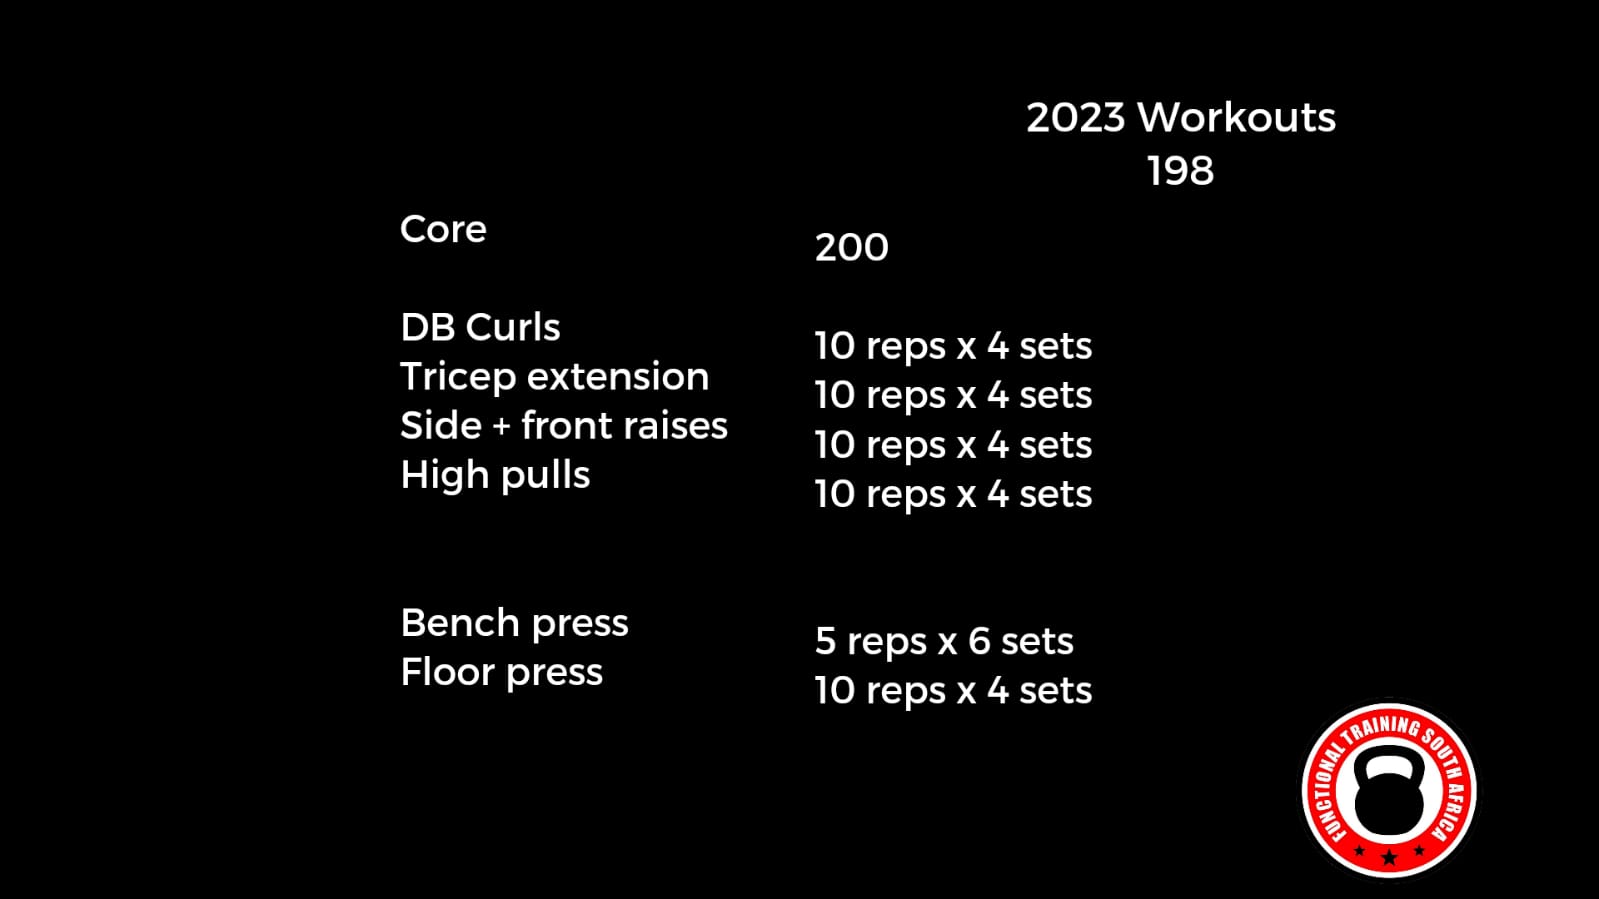 2023 Workouts
198
Core 200
DB Curls 10 reps x 4 sets
Tricep extension 10 reps x 4 sets
Side + front raises 10 reps x 4 sets
High pulls 10 reps x 4 sets
Bench press 5 reps x 6 sets
Floor press 10 reps x 4 sets
FUNCTIONAL TRAINING SOUTH AFRICA